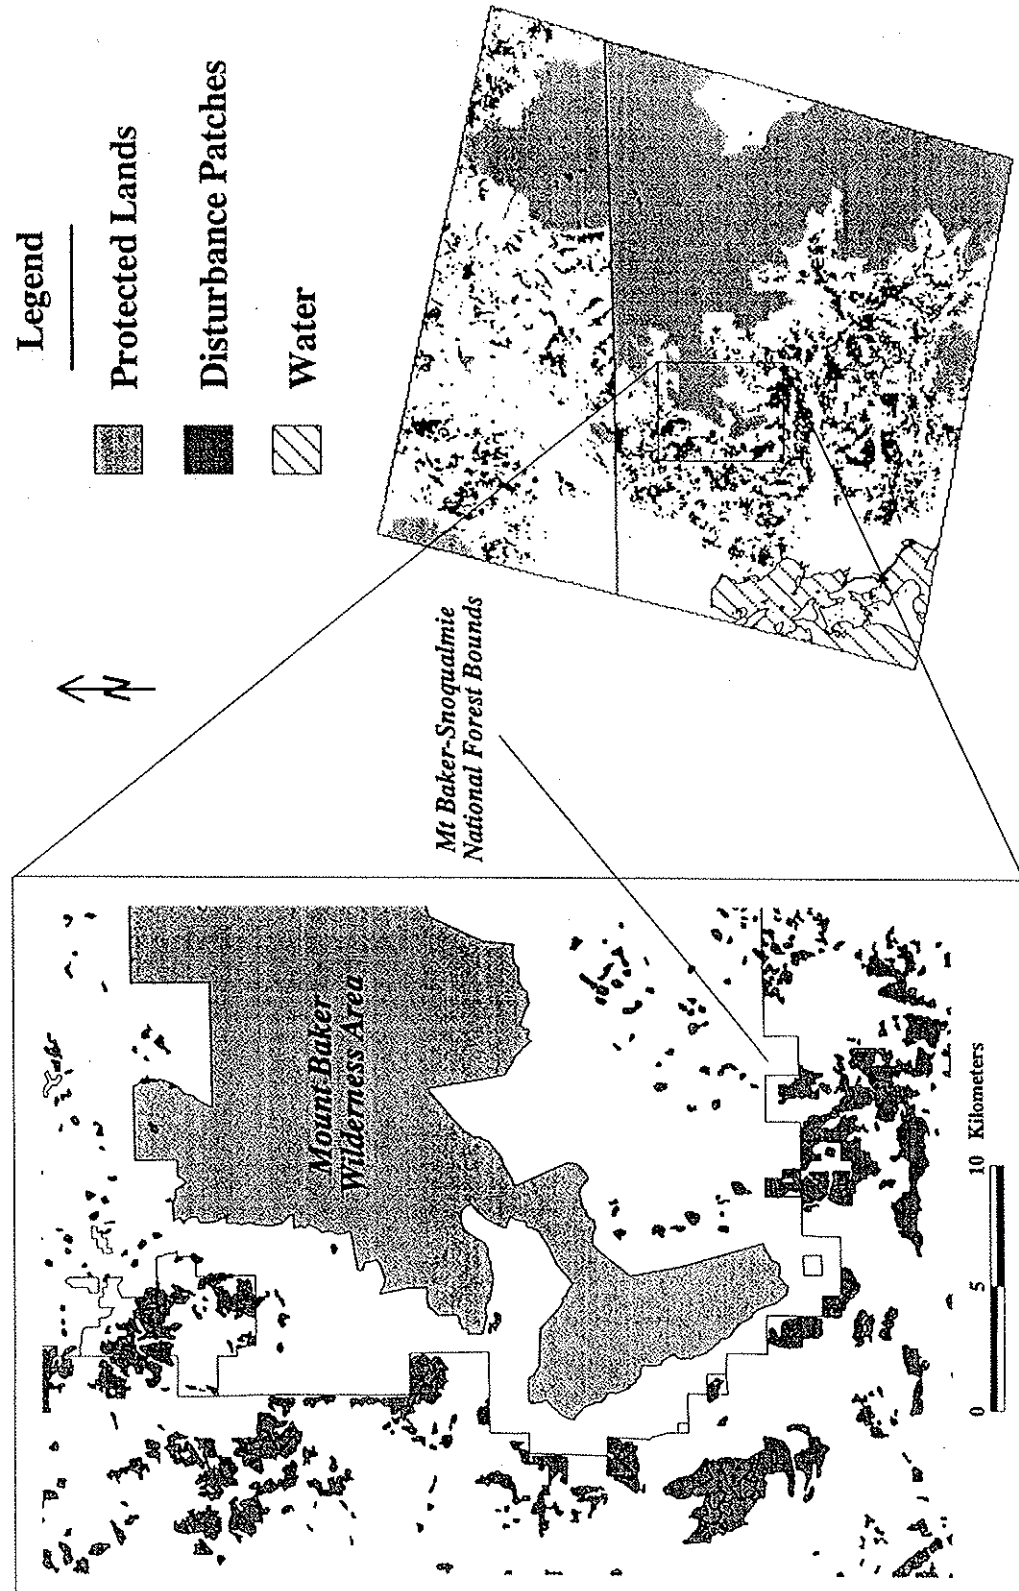 Legend
Protected Lands
Disturbance Patches
Water
Mt Baker-Snoqualmie
National Forest Bounds
Mount Baker
Wilderness Area
0 5 10 Kilometers